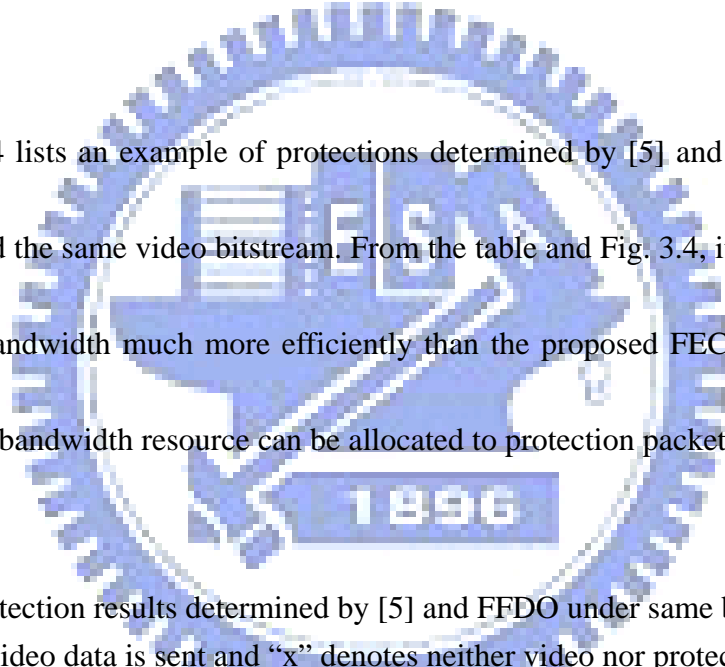 4 lists an example of protections determined by [5] and
d the same video bitstream. From the table and Fig. 3.4, i
andwidth much more efficiently than the proposed FEC
bandwidth resource can be allocated to protection packet
1896
tection results determined by [5] and FFDO under same b
ideo data is sent and “x” denotes neither video nor protec